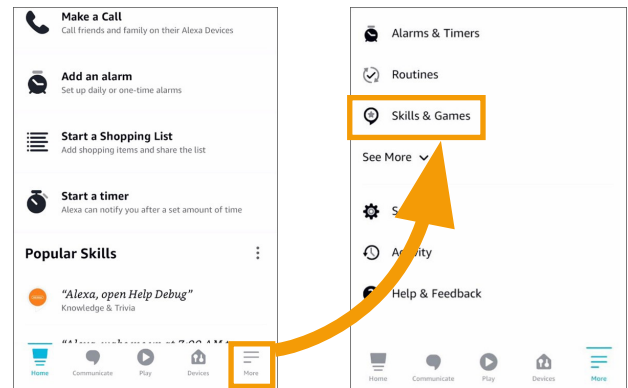 Make a Call
Call friends and family on their Alexa Devices
Add an alarm
Set up daily or one-time alarms
Start a Shopping List
Add shopping items and share the list
Start a timer
Alexa can notify you after a set amount of time
Popular Skills
“Alexa, open Help Debug”
Knowledge & Trivia
Home
Communicate
Play
Devices
More
Alarms & Timers
Routines
Skills & Games
See More
Help & Feedback
Home
Communicate
Play
Devices
More